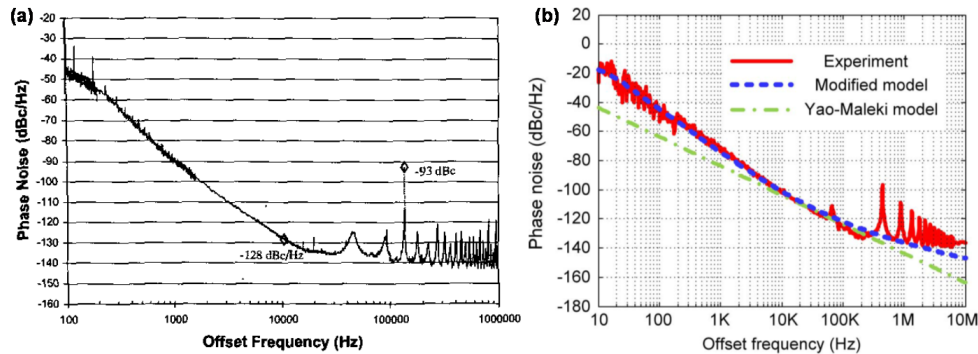 (a)
-20
-30
-40
-50
-60
-70
-80
-90
-100
-110
-120
-130
-140
-150
-160
Phase Noise (dBc/Hz)
-93 dBc
-128 dBc/Hz
100
1000
10000
100000
1000000
Offset Frequency (Hz)
(b)
20
0
-20
-40
-60
-80
-100
-120
-140
-160
-180
Phase noise (dBc/Hz)
Experiment
Modified model
Yao-Maleki model
10
100
1K
10K
100K
1M
10M
Offset frequency (Hz)